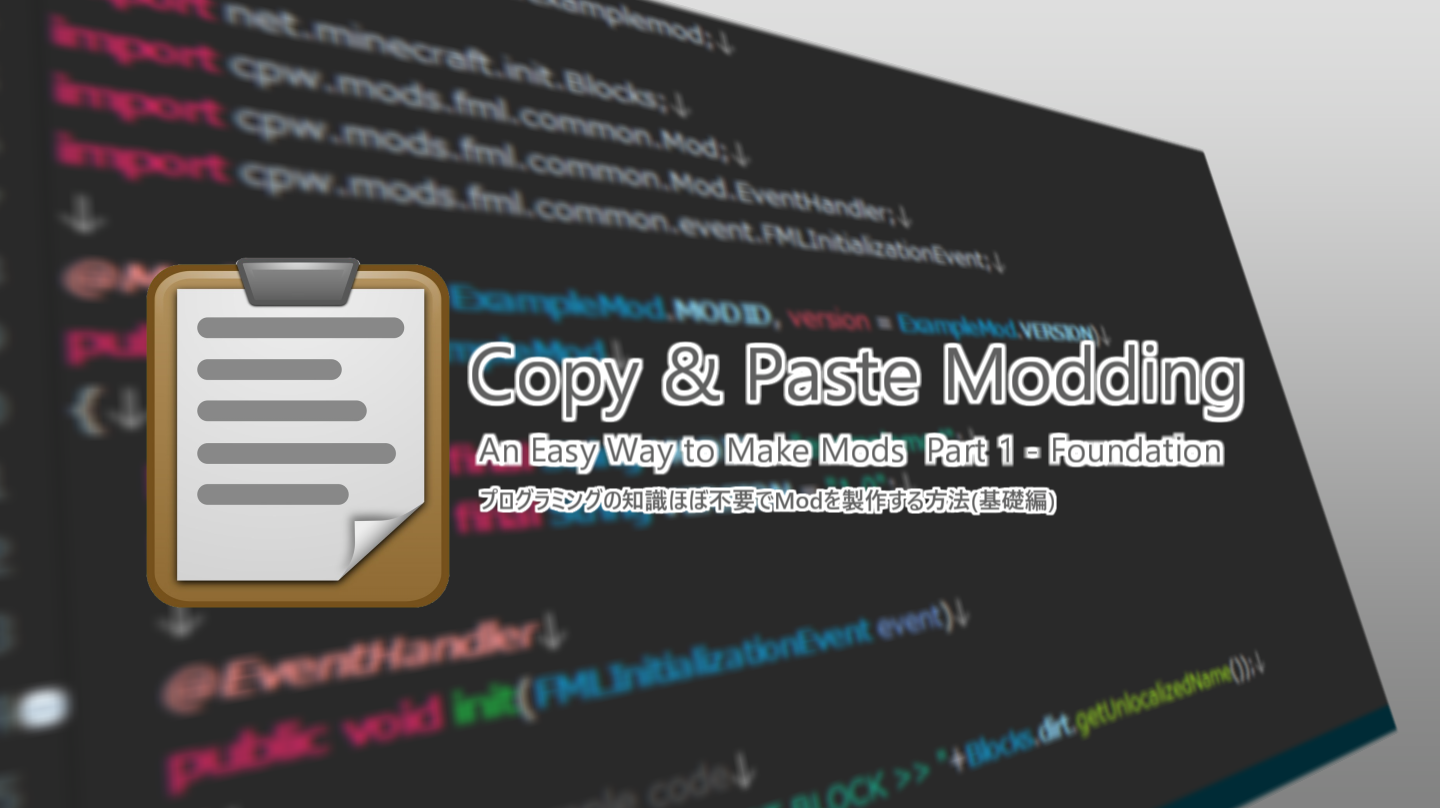 examplemod;↓
import net.minecraft.init.Blocks;↓
import cpw.mods.fml.common.Mod;↓
import cpw.mods.fml.common.Mod.EventHandler;↓
import cpw.mods.fml.common.event.FMLInitializationEvent;↓
↓
ExampleMod.MODID, version = ExampleMod.VERSION)↓
{↓
Copy & Paste Modding
An Easy Way to Make Mods Part 1 - Foundation
プログラミングの知識ほぼ不要でModを製作する方法(基礎編)
final
↓
@EventHandler↓
public void init(FMLInitializationEvent event)↓
code↓
BLOCK >> "+Blocks.dirt.getUnlocalizedName());↓